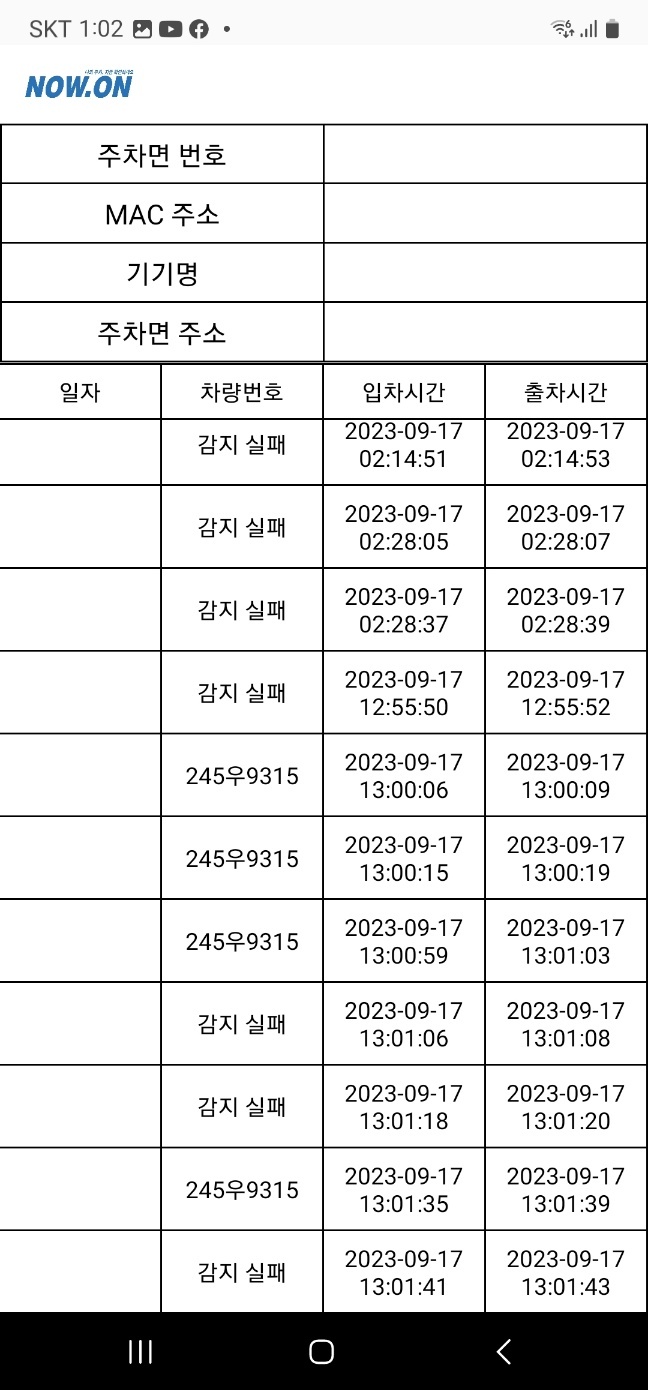 SKT 1:02
NOW.ON
주차면 번호
MAC 주소
기기명
주차면 주소
일자 차량번호 입차시간 출차시간
감지 실패 2023-09-17 02:14:51 2023-09-17 02:14:53
감지 실패 2023-09-17 02:28:05 2023-09-17 02:28:07
감지 실패 2023-09-17 02:28:37 2023-09-17 02:28:39
감지 실패 2023-09-17 12:55:50 2023-09-17 12:55:52
245우9315 2023-09-17 13:00:06 2023-09-17 13:00:09
245우9315 2023-09-17 13:00:15 2023-09-17 13:00:19
245우9315 2023-09-17 13:00:59 2023-09-17 13:01:03
감지 실패 2023-09-17 13:01:06 2023-09-17 13:01:08
감지 실패 2023-09-17 13:01:18 2023-09-17 13:01:20
245우9315 2023-09-17 13:01:35 2023-09-17 13:01:39
감지 실패 2023-09-17 13:01:41 2023-09-17 13:01:43